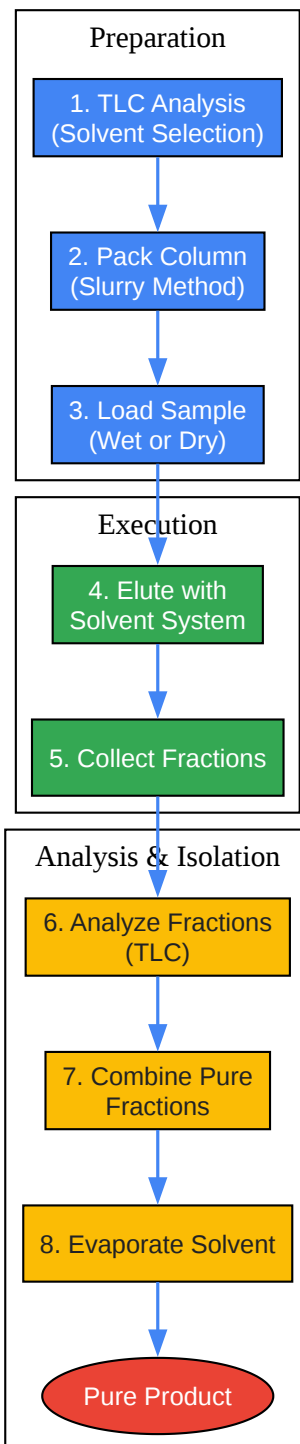 Preparation
1. TLC Analysis
(Solvent Selection)
2. Pack Column
(Slurry Method)
3. Load Sample
(Wet or Dry)
Execution
4. Elute with
Solvent System
5. Collect Fractions
Analysis & Isolation
6. Analyze Fractions
(TLC)
7. Combine Pure
Fractions
8. Evaporate Solvent
Pure Product